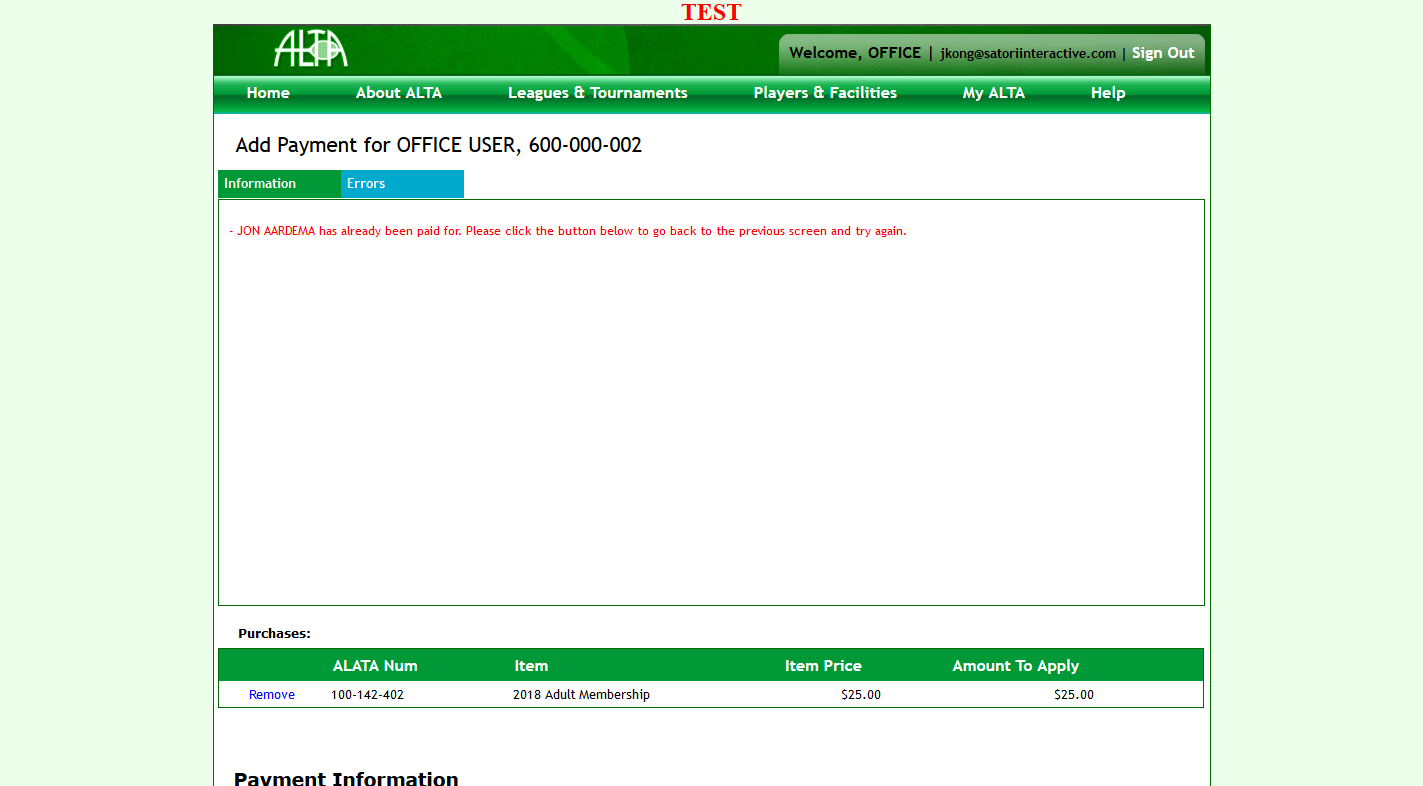 TEST
ALTA
Welcome, OFFICE | jkong@satoriinteractive.com | Sign Out
Home About ALTA Leagues & Tournaments Players & Facilities My ALTA Help
Add Payment for OFFICE USER, 600-000-002
Information Errors
- JON AARDEMA has already been paid for. Please click the button below to go back to the previous screen and try again.
Purchases:
ALATA Num Item Item Price Amount To Apply
Remove 100-142-402 2018 Adult Membership $25.00 $25.00
Payment Information